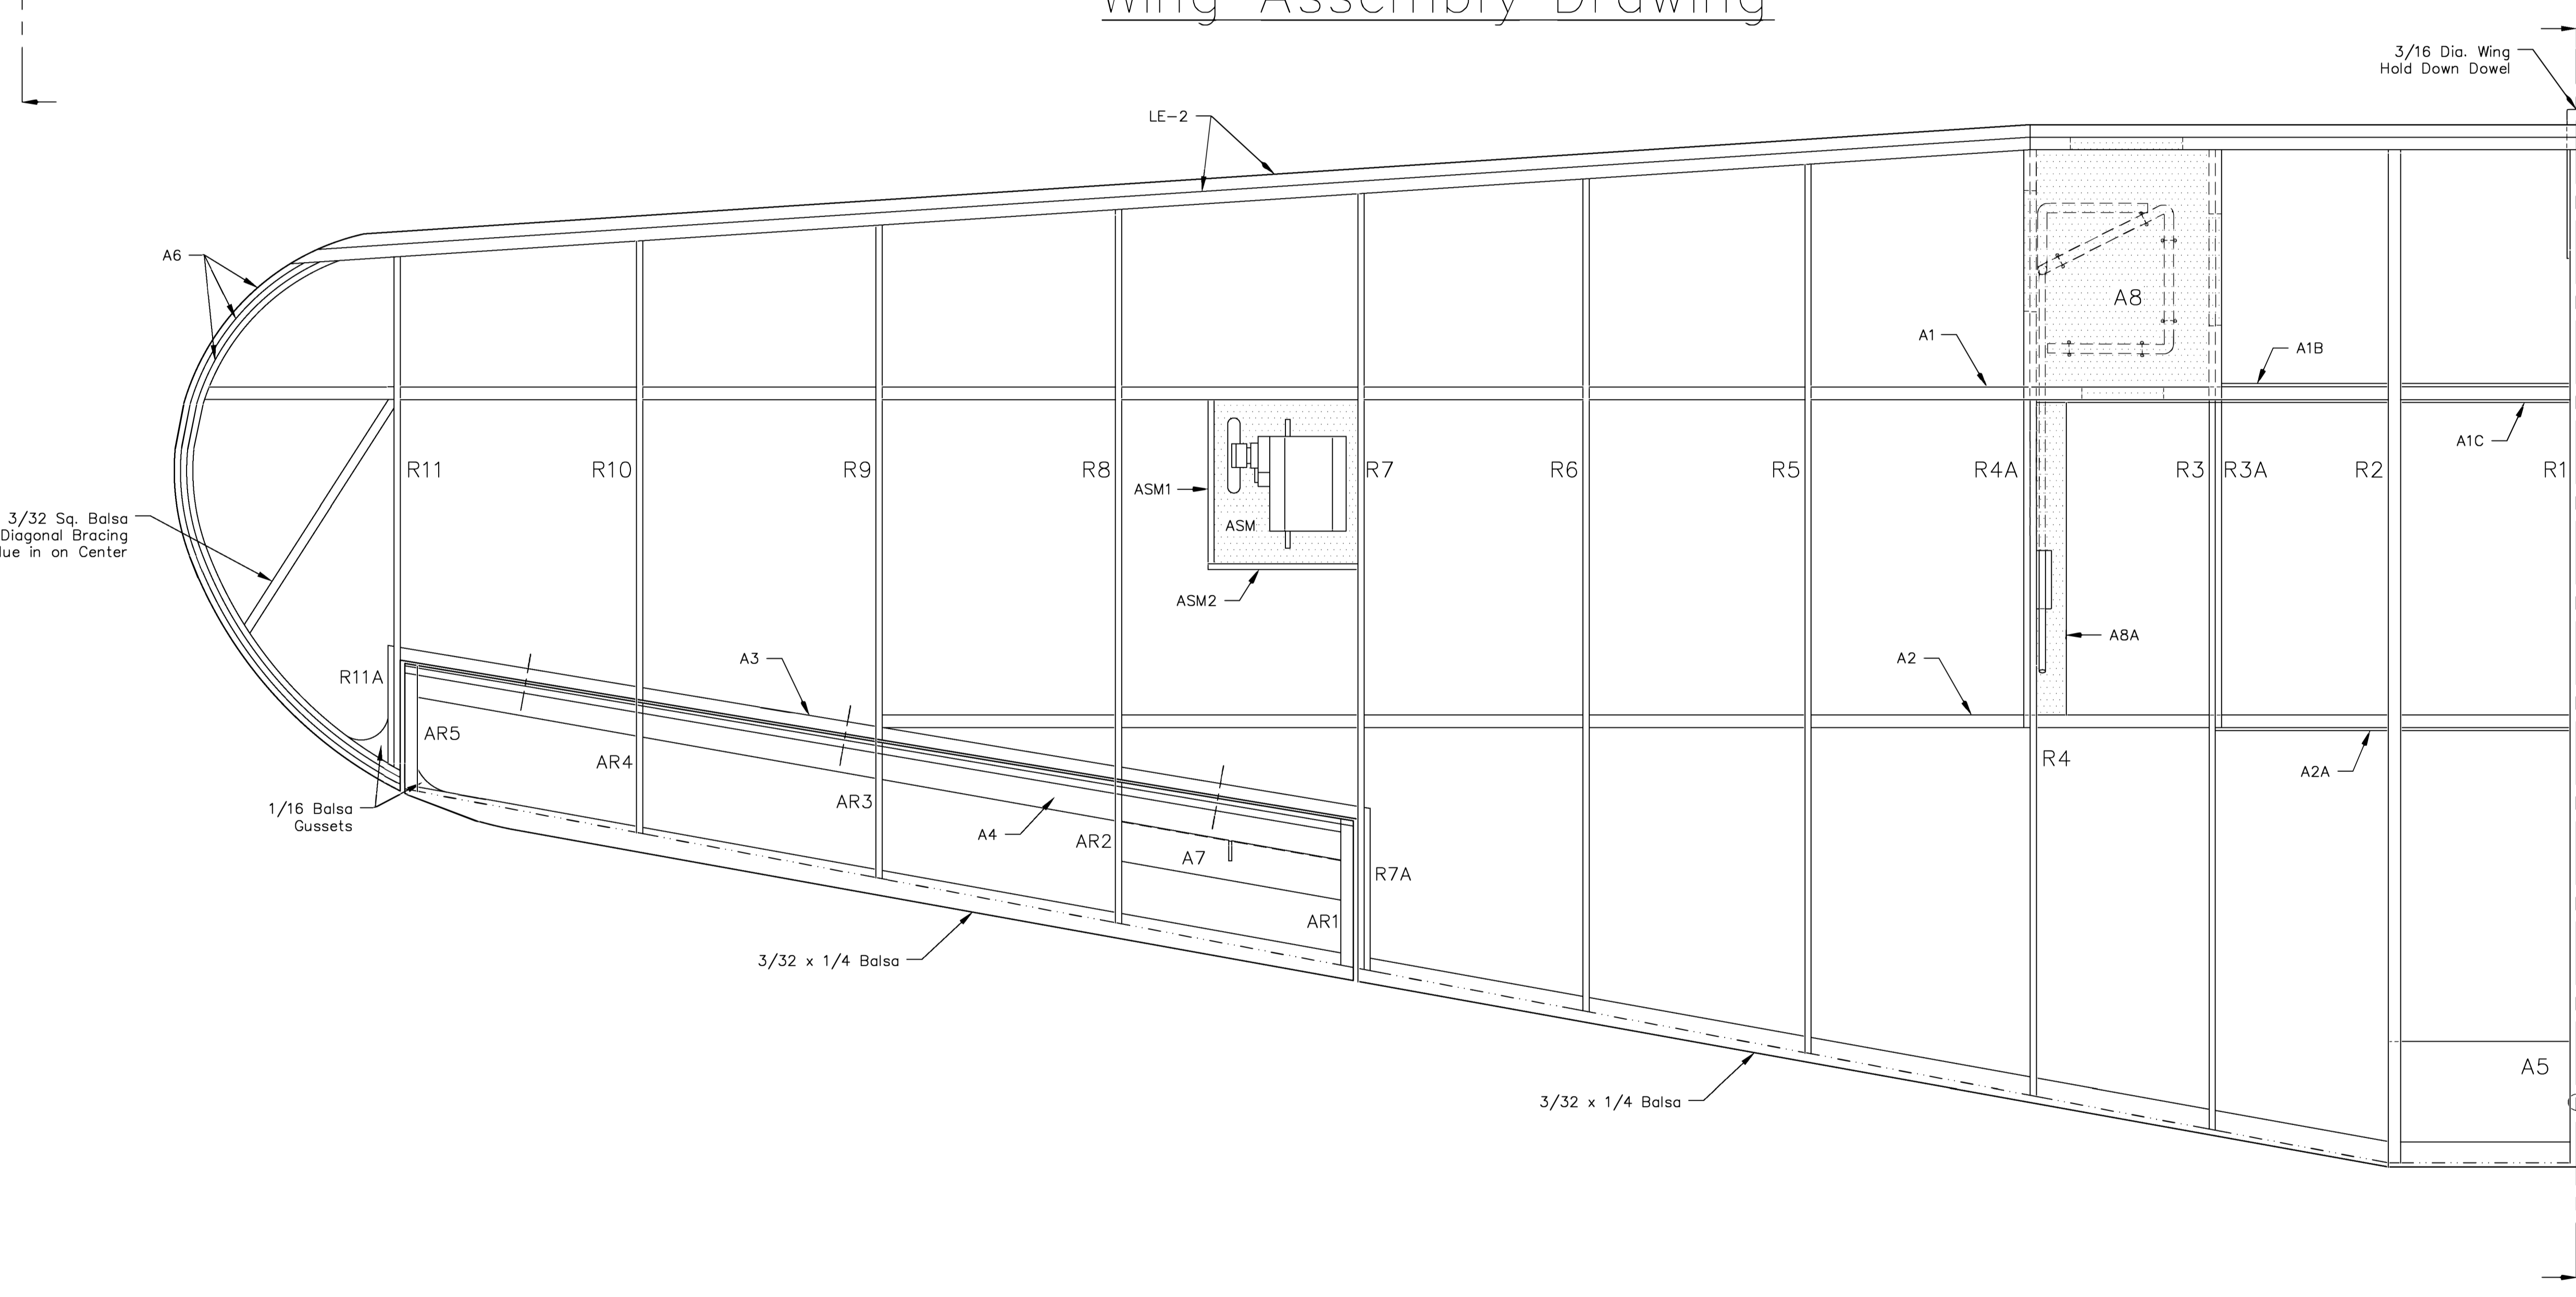 Wing Assembly Drawing
3/16 Dia. Wing
Hold Down Dowel
LE-2
A6
A8
A1
A1B
A1C
R11
R10
R9
R8
R7
R6
R5
R4A
R3
R3A
R2
R1
ASM1
ASM
ASM2
3/32 Sq. Balsa
Diagonal Bracing
lue in on Center
A8A
A3
A2
R11A
AR5
AR4
R4
A2A
AR3
1/16 Balsa
Gussets
A4
AR2
A7
R7A
AR1
3/32 x 1/4 Balsa
A5
3/32 x 1/4 Balsa